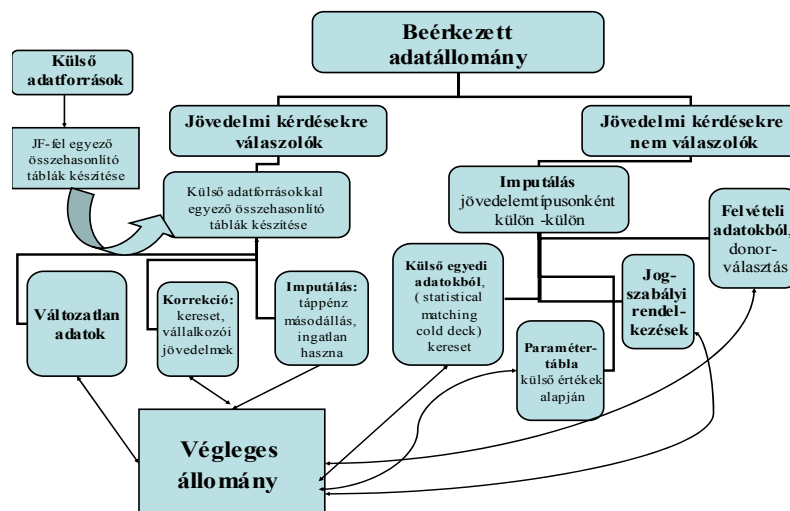 Beérkezett
adatállomány
Külső
adatforrások
JF-fel egyező
összehasonlító
táblák készítése
Jövedelmi kérdésekre
válaszolók
Jövedelmi kérdésekre
nem válaszolók
Külső adatforrásokkal
egyező összehasonlító
táblák készítése
Imputálás
jövedelemtípusonként
külön -külön
Felvételi
adatokból,
donor-
választás
Változatlan
adatok
Korrekció:
kereset,
vállalkozói
jövedelmek
Imputálás:
táppénz
másodállás,
ingatlan
haszna
Külső egyedi
adatokból,
( statistical
matching
cold deck)
kereset
Jog-
szabályi
rendel-
kezések
Paraméter-
tábla
külső értékek
alapján
Végleges
állomány